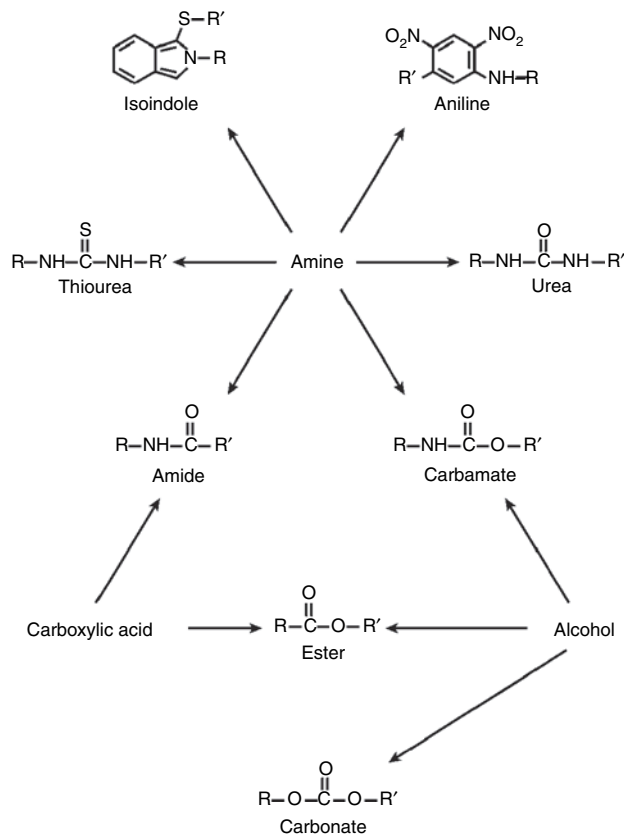 S–R′
N–R
Isoindole
O₂N
NO₂
R′
NH–R
Aniline
S
R–NH–C–NH–R′
Thiourea
Amine
O
R–NH–C–NH–R′
Urea
O
R–NH–C–R′
Amide
O
R–NH–C–O–R′
Carbamate
Carboxylic acid
O
R–C–O–R′
Ester
Alcohol
O
R–O–C–O–R′
Carbonate